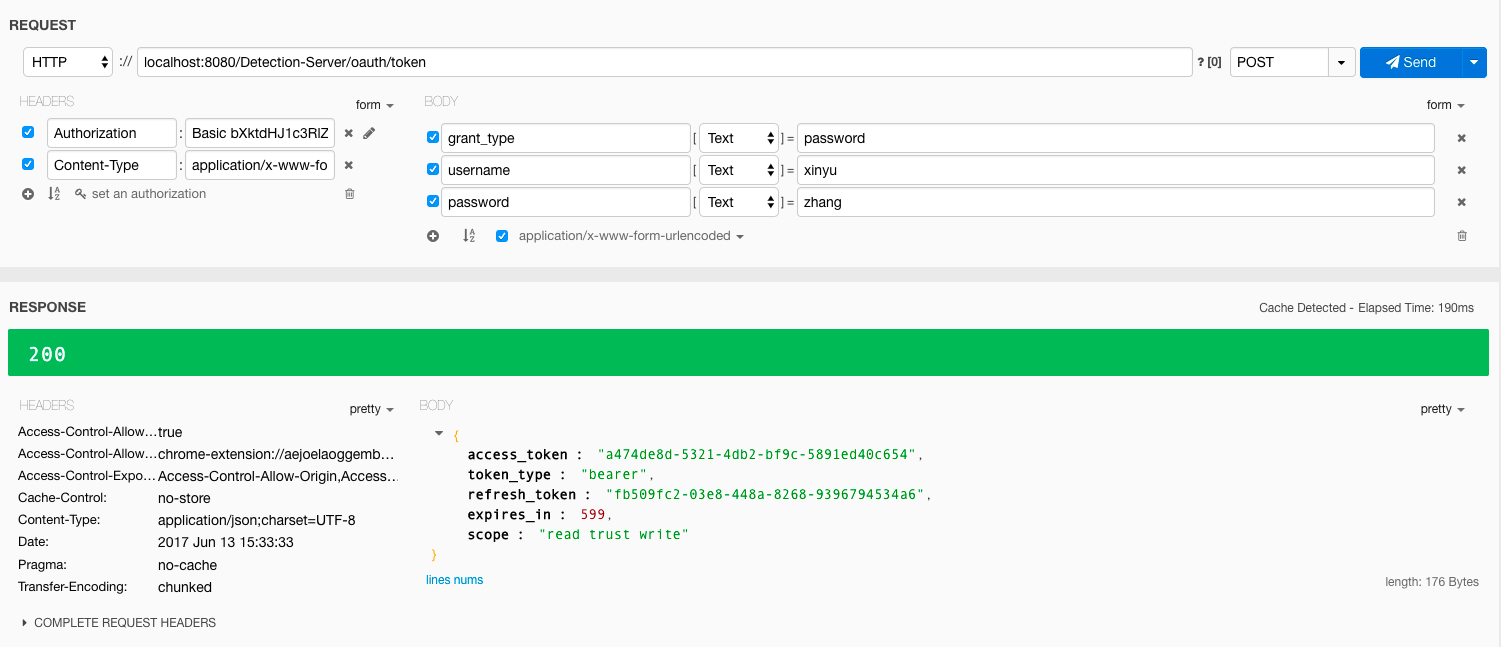 REQUEST
HTTP :// localhost:8080/Detection-Server/oauth/token ? [0] POST Send
HEADERS form BODY form
Authorization : Basic bXktdHJ1c3RlZ
grant_type [ Text ] = password
Content-Type : application/x-www-fo
username [ Text ] = xinyu
set an authorization
password [ Text ] = zhang
application/x-www-form-urlencoded
RESPONSE Cache Detected - Elapsed Time: 190ms
200
HEADERS pretty BODY pretty
Access-Control-Allow... true
Access-Control-Allow... chrome-extension://aejoelaoggemb...
Access-Control-Expo... Access-Control-Allow-Origin,Access...
Cache-Control: no-store
Content-Type: application/json;charset=UTF-8
Date: 2017 Jun 13 15:33:33
Pragma: no-cache
Transfer-Encoding: chunked
{
access_token : "a474de8d-5321-4db2-bf9c-5891ed40c654",
token_type : "bearer",
refresh_token : "fb509fc2-03e8-448a-8268-9396794534a6",
expires_in : 599,
scope : "read trust write"
}
lines nums length: 176 Bytes
COMPLETE REQUEST HEADERS